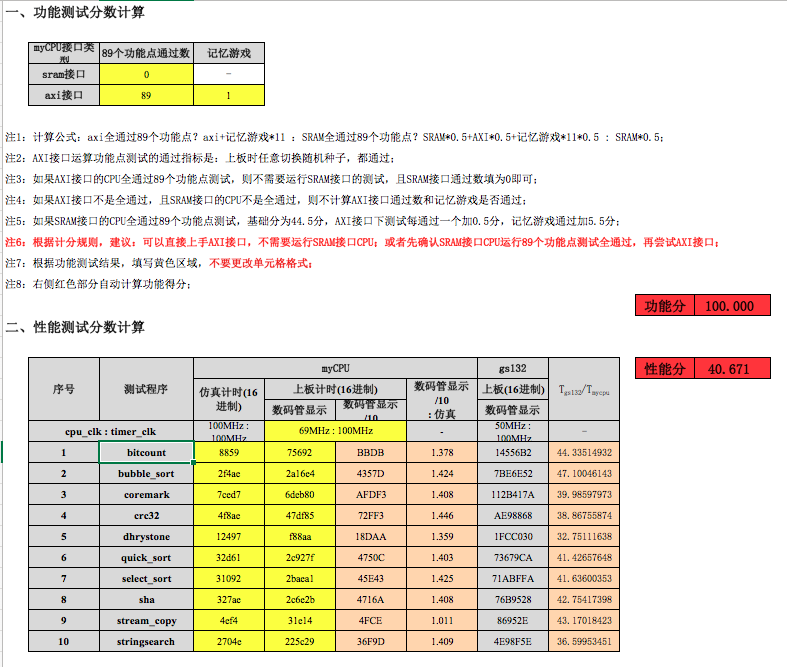 一、功能测试分数计算
myCPU接口类型 89个功能点通过数 记忆游戏
sram接口 0 -
axi接口 89 1
注1：计算公式：axi全通过89个功能点？axi+记忆游戏*11 ：SRAM全通过89个功能点？SRAM*0.5+AXI*0.5+记忆游戏*11*0.5 : SRAM*0.5;
注2：AXI接口运算功能点测试的通过指标是：上板时任意切换随机种子，都通过；
注3：如果AXI接口的CPU全通过89个功能点测试，则不需要运行SRAM接口的测试，且SRAM接口通过数填为0即可；
注4：如果AXI接口不是全通过，且SRAM接口的CPU不是全通过，则不计算AXI接口通过数和记忆游戏是否通过；
注5：如果SRAM接口的CPU全通过89个功能点测试，基础分为44.5分，AXI接口下测试每通过一个加0.5分，记忆游戏通过加5.5分；
注6：根据计分规则，建议：可以直接上手AXI接口，不需要运行SRAM接口CPU；或者先确认SRAM接口CPU运行89个功能点测试全通过，再尝试AXI接口；
注7：根据功能测试结果，填写黄色区域，不要更改单元格格式；
注8：右侧红色部分自动计算功能得分；
功能分 100.000
二、性能测试分数计算
性能分 40.671
序号 测试程序 myCPU gs132 Tgs132/Tmycpu
仿真计时(16进制) 上板计时(16进制) 数码管显示/10：仿真 上板(16进制)
数码管显示 数码管显示/10 数码管显示
cpu_clk : timer_clk 100MHz : 100MHz 69MHz : 100MHz - 50MHz : 100MHz -
1 bitcount 8859 75692 BBDB 1.378 14556B2 44.33514932
2 bubble_sort 2f4ae 2a16e4 4357D 1.424 7BE6E52 47.10046143
3 coremark 7ced7 6deb80 AFDF3 1.408 112B417A 39.98597973
4 crc32 4f8ae 47df85 72FF3 1.446 AE98868 38.86755874
5 dhrystone 12497 f88aa 18DAA 1.359 1FCC030 32.75111638
6 quick_sort 32d61 2c927f 4750C 1.403 73679CA 41.42657648
7 select_sort 31092 2baea1 45E43 1.425 71ABFFA 41.63600353
8 sha 327ae 2c6e2b 4716A 1.408 76B9528 42.75417398
9 stream_copy 4ef4 31e14 4FCE 1.011 86952E 43.17018423
10 stringsearch 2704e 225c29 36F9D 1.409 4E98F5E 36.59953451